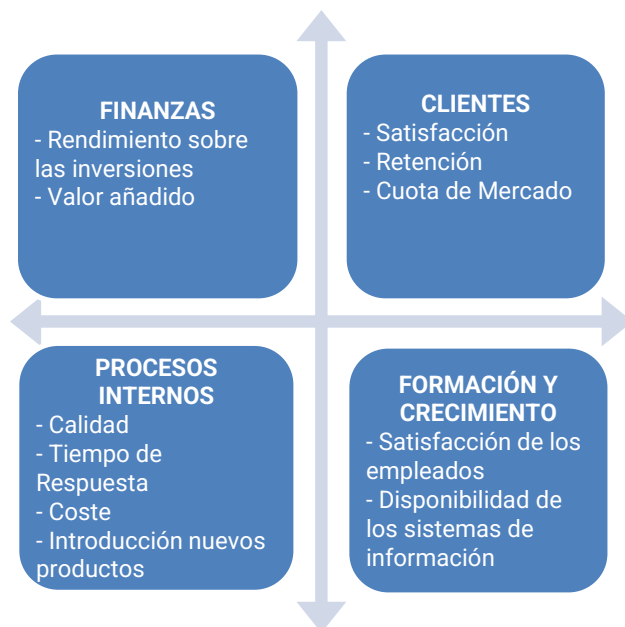 FINANZAS
- Rendimiento sobre
las inversiones
- Valor añadido
CLIENTES
- Satisfacción
- Retención
- Cuota de Mercado
PROCESOS
INTERNOS
- Calidad
- Tiempo de
Respuesta
- Coste
- Introducción nuevos
productos
FORMACIÓN Y
CRECIMIENTO
- Satisfacción de los
empleados
- Disponibilidad de
los sistemas de
información